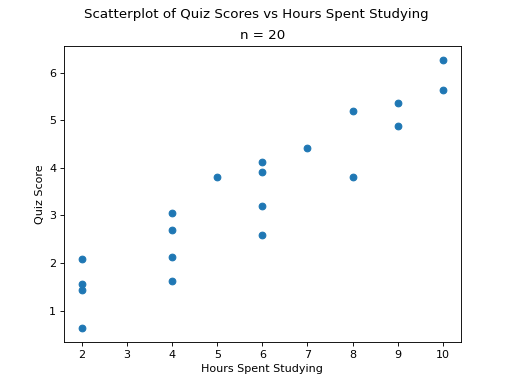 Scatterplot of Quiz Scores vs Hours Spent Studying
n = 20
6
5
4
3
2
1
Quiz Score
2 3 4 5 6 7 8 9 10
Hours Spent Studying